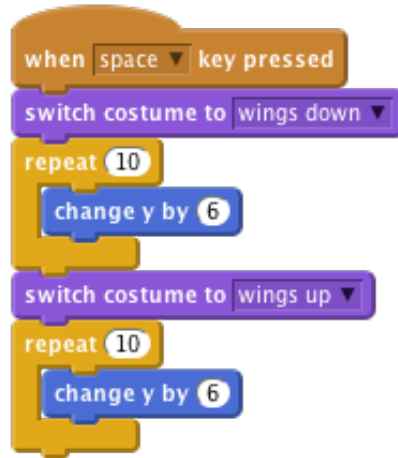 when space key pressed
switch costume to wings down
repeat 10
change y by 6
switch costume to wings up
repeat 10
change y by 6